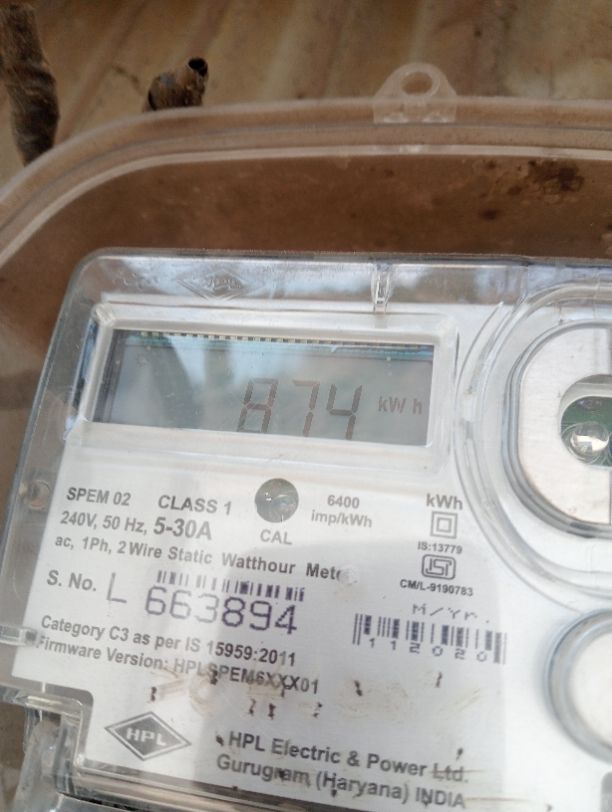 874 kW h
SPEM 02 CLASS 1 6400 kWh
240V, 50 Hz, 5-30A imp/kWh
CAL
ac, 1Ph, 2 Wire Static Watthour Meter
IS:13779
ISI
CM/L-9190783
S. No. L 663894
M/Yr.
112020
Category C3 as per IS 15959:2011
Firmware Version: HPLSPEM6XXX01
HPL
HPL Electric & Power Ltd.
Gurugram (Haryana) INDIA